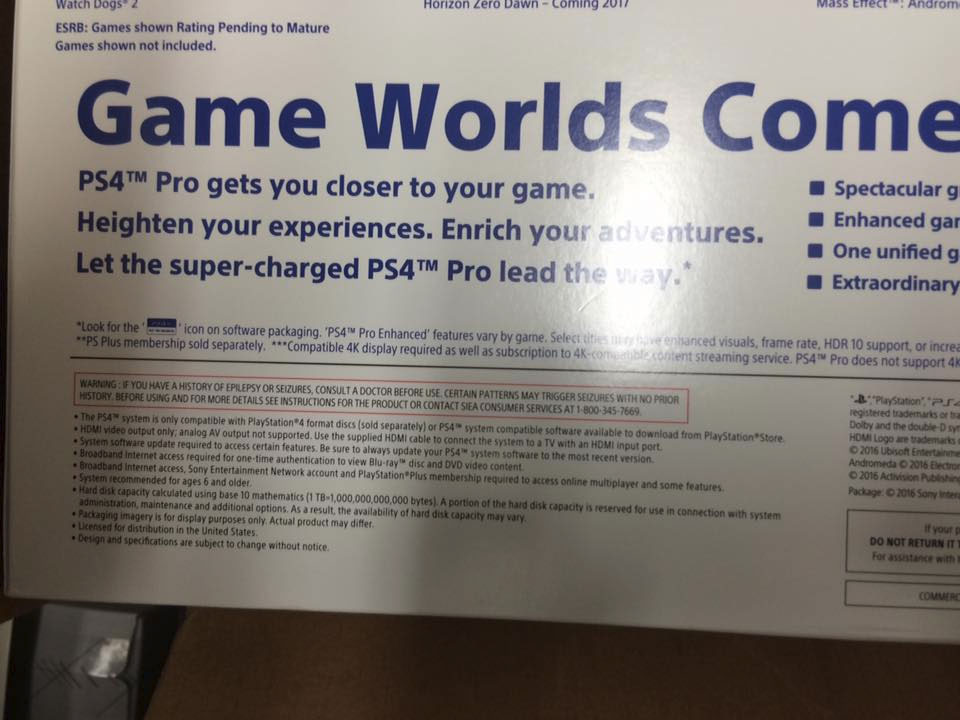 Watch Dogs® 2
Horizon Zero Dawn – Coming 2017
Mass Effect™: Androm
ESRB: Games shown Rating Pending to Mature
Games shown not included.
Game Worlds Come
PS4™ Pro gets you closer to your game.
Heighten your experiences. Enrich your adventures.
Let the super-charged PS4™ Pro lead the way.*
■ Spectacular g
■ Enhanced gam
■ One unified g
■ Extraordinary
*Look for the ' ' icon on software packaging. 'PS4™ Pro Enhanced' features vary by game. Select titles may have enhanced visuals, frame rate, HDR 10 support, or increa
**PS Plus membership sold separately. ***Compatible 4K display required as well as subscription to 4K-compatible content streaming service. PS4™ Pro does not support 4K
WARNING : IF YOU HAVE A HISTORY OF EPILEPSY OR SEIZURES, CONSULT A DOCTOR BEFORE USE. CERTAIN PATTERNS MAY TRIGGER SEIZURES WITH NO PRIOR
HISTORY. BEFORE USING AND FOR MORE DETAILS SEE INSTRUCTIONS FOR THE PRODUCT OR CONTACT SIEA CONSUMER SERVICES AT 1-800-345-7669.
• The PS4™ system is only compatible with PlayStation®4 format discs (sold separately) or PS4™ system compatible software available to download from PlayStation®Store.
• HDMI video output only; analog AV output not supported. Use the supplied HDMI cable to connect the system to a TV with an HDMI input port.
• System software update required to access certain features. Be sure to always update your PS4™ system software to the most recent version.
• Broadband Internet access required for one-time authentication to view Blu-ray™ disc and DVD video content.
• Broadband Internet access, Sony Entertainment Network account and PlayStation®Plus membership required to access online multiplayer and some features.
• System recommended for ages 6 and older.
• Hard disk capacity calculated using base 10 mathematics (1 TB=1,000,000,000,000 bytes). A portion of the hard disk capacity is reserved for use in connection with system
administration, maintenance and additional options. As a result, the availability of hard disk capacity may vary.
• Packaging imagery is for display purposes only. Actual product may differ.
• Licensed for distribution in the United States.
• Design and specifications are subject to change without notice.
" ", "PlayStation", "PS4
registered trademarks or tra
Dolby and the double-D sy
HDMI Logo are trademarks
© 2016 Ubisoft Entertainme
Andromeda © 2016 Electron
© 2016 Activision Publishing
Package: © 2016 Sony Intera
If your p
DO NOT RETURN IT T
For assistance with
COMMERC